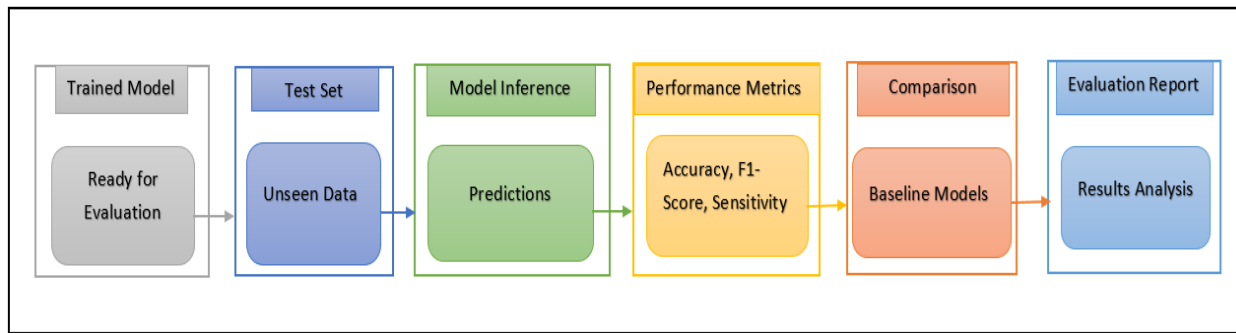 Trained Model
Ready for
Evaluation
Test Set
Unseen Data
Model Inference
Predictions
Performance Metrics
Accuracy, F1-
Score, Sensitivity
Comparison
Baseline Models
Evaluation Report
Results Analysis